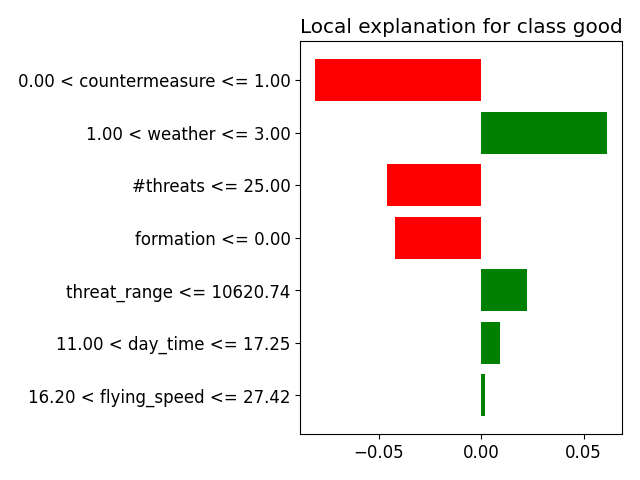 Local explanation for class good
0.00 < countermeasure <= 1.00
1.00 < weather <= 3.00
#threats <= 25.00
formation <= 0.00
threat_range <= 10620.74
11.00 < day_time <= 17.25
16.20 < flying_speed <= 27.42
−0.05 0.00 0.05